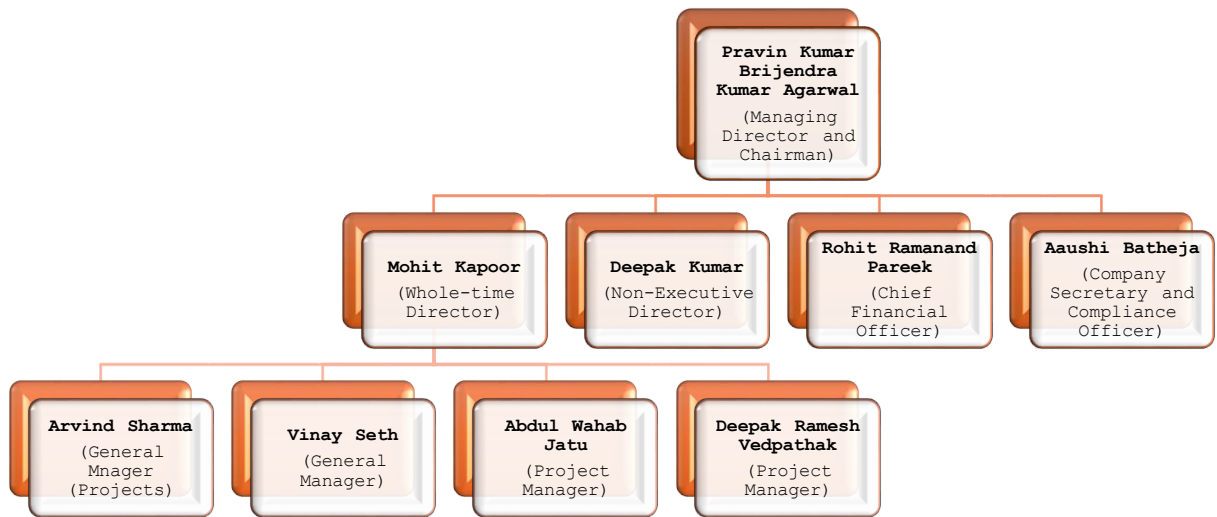 Pravin Kumar
Brijendra
Kumar Agarwal
(Managing
Director and
Chairman)
Mohit Kapoor
(Whole-time
Director)
Deepak Kumar
(Non-Executive
Director)
Rohit Ramanand
Pareek
(Chief
Financial
Officer)
Aaushi Batheja
(Company
Secretary and
Compliance
Officer)
Arvind Sharma
(General
Mnager
(Projects)
Vinay Seth
(General
Manager)
Abdul Wahab
Jatu
(Project
Manager)
Deepak Ramesh
Vedpathak
(Project
Manager)